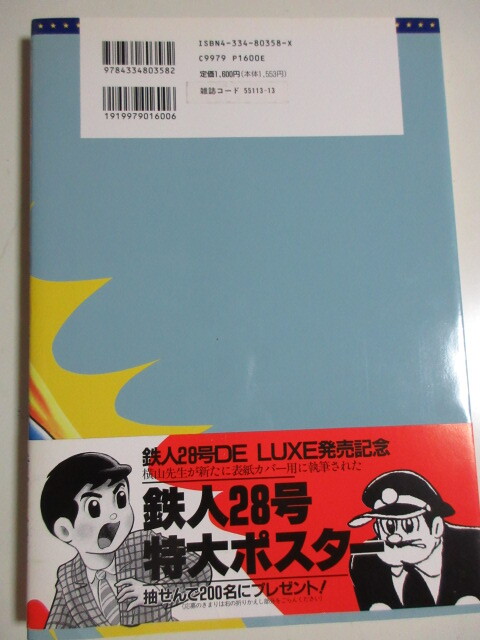 ISBN4-334-80358-X
C9979 P1600E
定価1,600円(本体1,553円)
雑誌コード 55113-13
9784334803582
1919979016006
鉄人28号DE LUXE発売記念
横山先生が新たに表紙カバー用に執筆された
鉄人28号
特大ポスター
抽せんで200名にプレゼント!